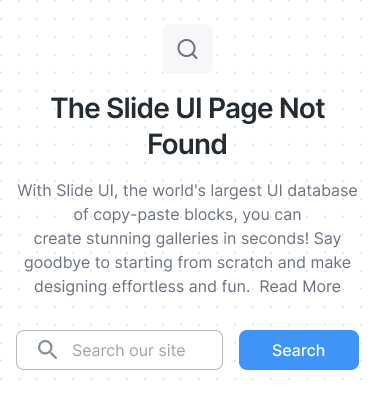 The Slide UI Page Not
Found
With Slide UI, the world's largest UI database
of copy-paste blocks, you can
create stunning galleries in seconds! Say
goodbye to starting from scratch and make
designing effortless and fun.  Read More
Search our site
Search